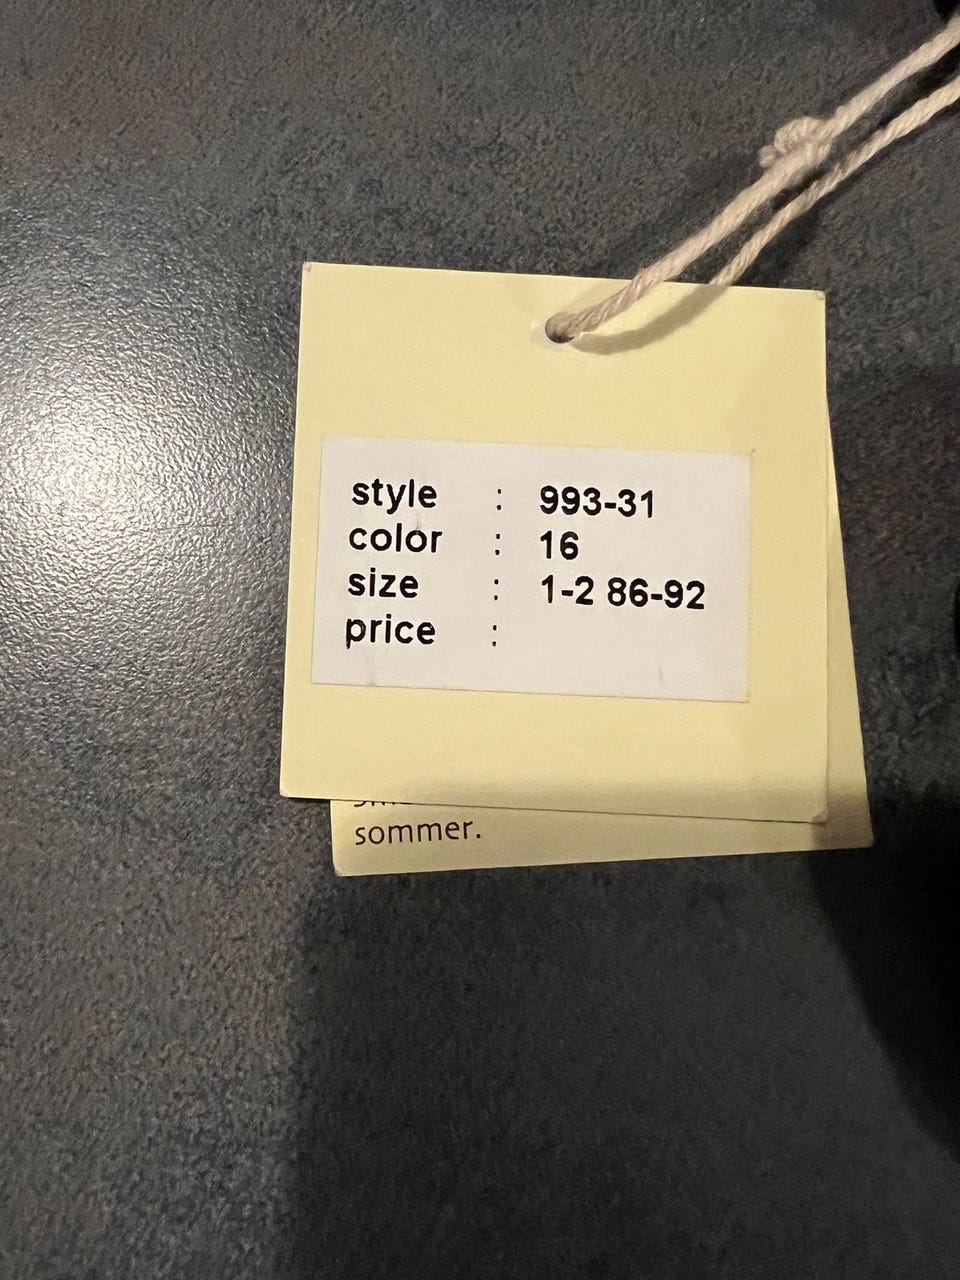 style : 993-31
color : 16
size : 1-2 86-92
price :
sommer.